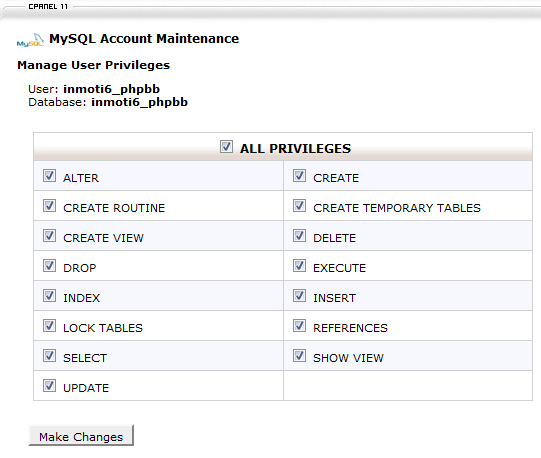 CPANEL 11
MySQL MySQL Account Maintenance
Manage User Privileges
User: inmoti6_phpbb
Database: inmoti6_phpbb
ALL PRIVILEGES
ALTER CREATE
CREATE ROUTINE CREATE TEMPORARY TABLES
CREATE VIEW DELETE
DROP EXECUTE
INDEX INSERT
LOCK TABLES REFERENCES
SELECT SHOW VIEW
UPDATE
Make Changes